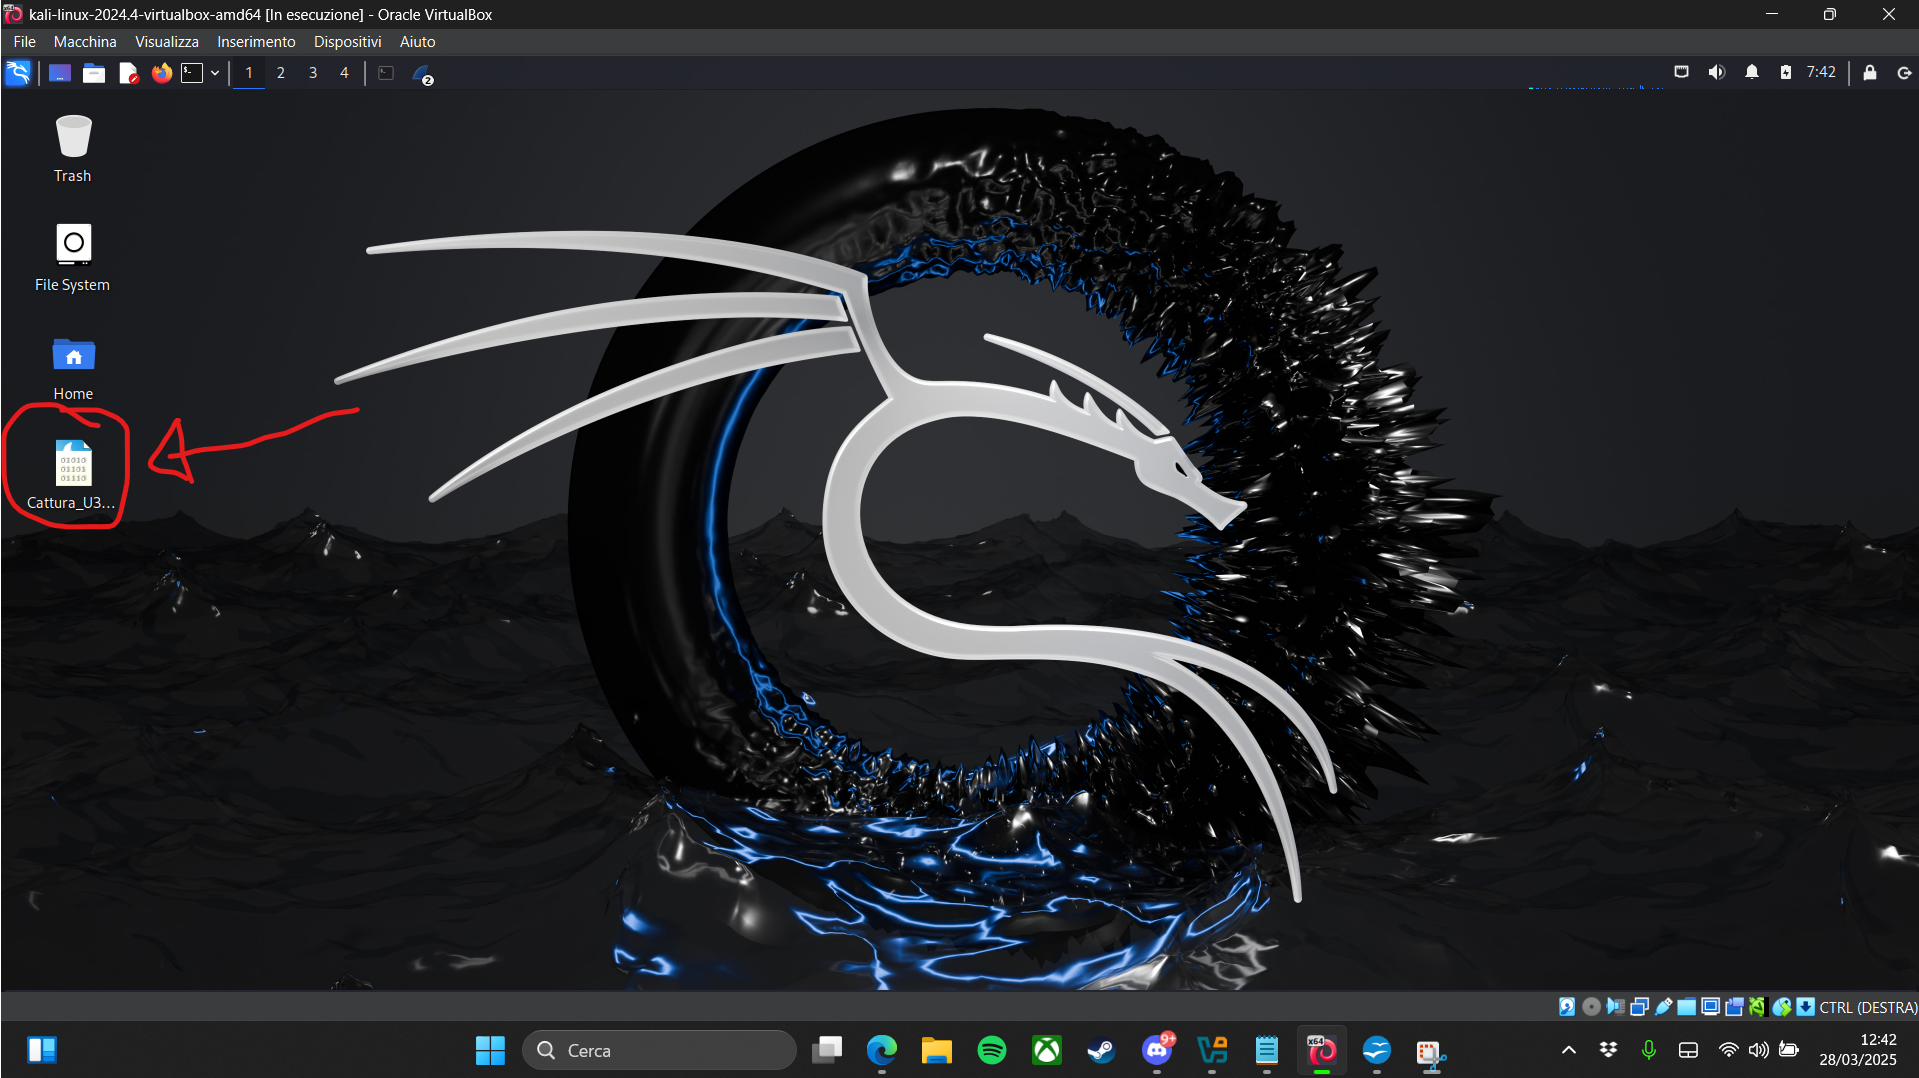 kali-linux-2024.4-virtualbox-amd64 [In esecuzione] - Oracle VirtualBox
File Macchina Visualizza Inserimento Dispositivi Aiuto
1 2 3 4 2 7:42
Trash
File System
Home
01010
01101
01110
Cattura_U3...
CTRL (DESTRA)
Cerca
9+
X64
12:42
28/03/2025